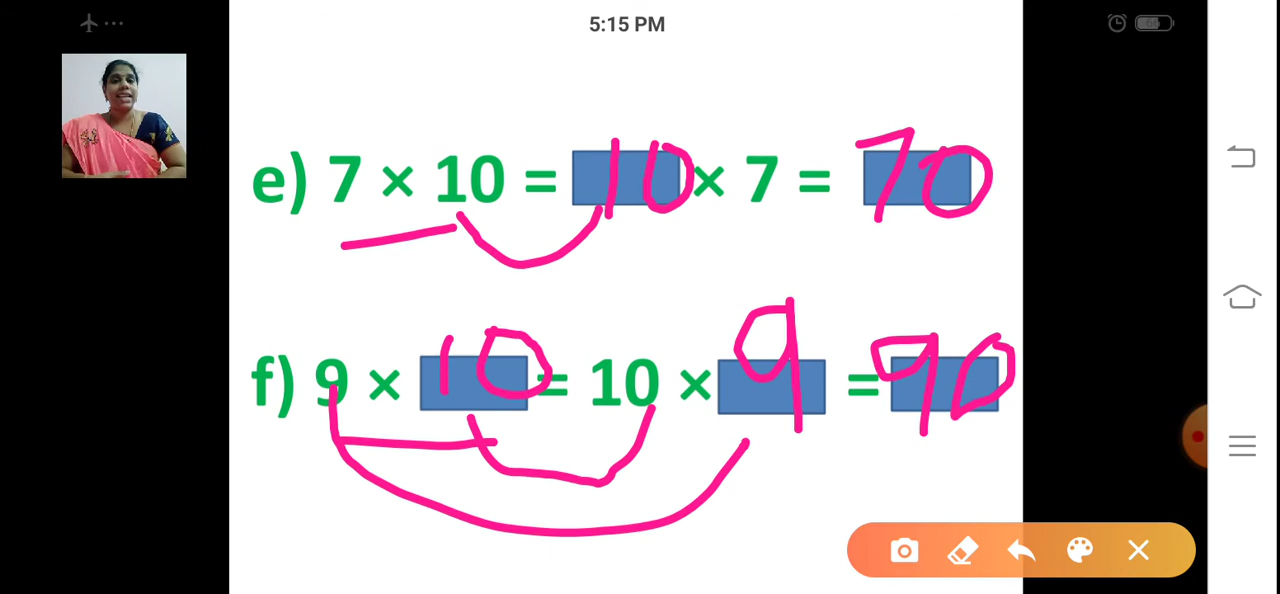 5:15 PM
e) 7 × 10 = 10 × 7 = 70
f) 9 × 10 = 10 × 9 = 90